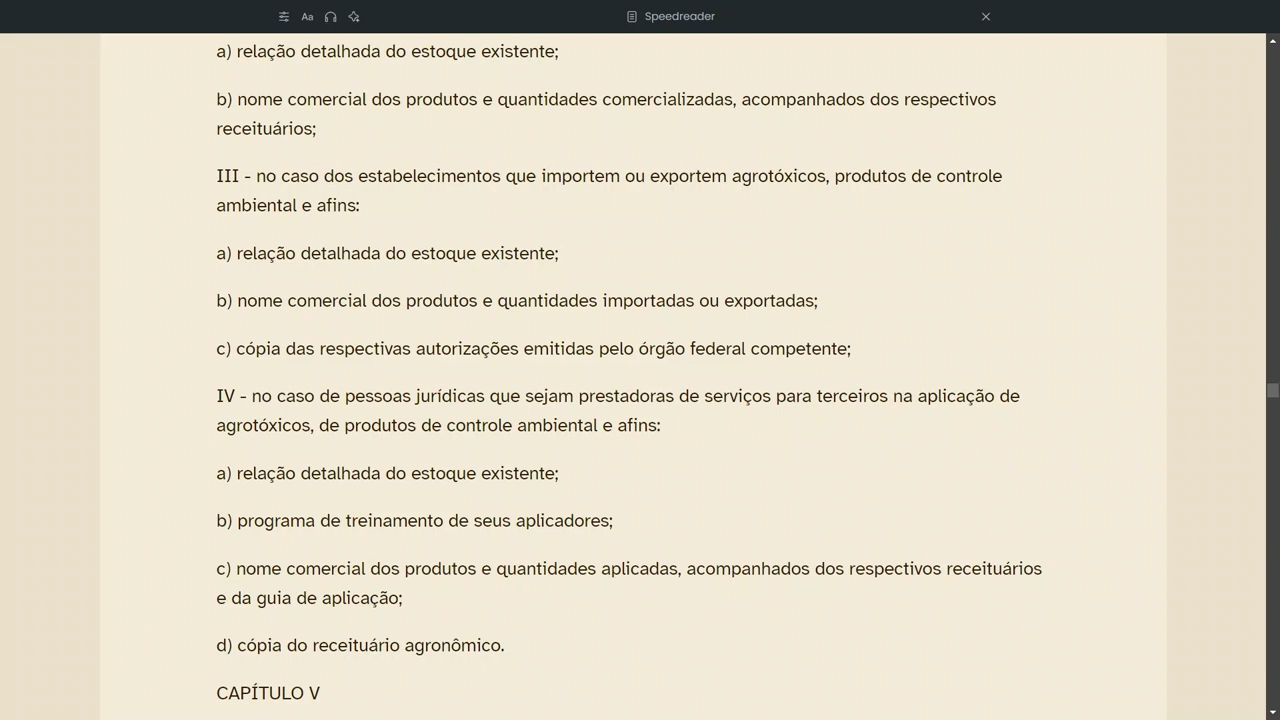 Aa
Speedreader
a) relação detalhada do estoque existente;
b) nome comercial dos produtos e quantidades comercializadas, acompanhados dos respectivos
receituários;
III - no caso dos estabelecimentos que importem ou exportem agrotóxicos, produtos de controle
ambiental e afins:
a) relação detalhada do estoque existente;
b) nome comercial dos produtos e quantidades importadas ou exportadas;
c) cópia das respectivas autorizações emitidas pelo órgão federal competente;
IV - no caso de pessoas jurídicas que sejam prestadoras de serviços para terceiros na aplicação de
agrotóxicos, de produtos de controle ambiental e afins:
a) relação detalhada do estoque existente;
b) programa de treinamento de seus aplicadores;
c) nome comercial dos produtos e quantidades aplicadas, acompanhados dos respectivos receituários
e da guia de aplicação;
d) cópia do receituário agronômico.
CAPÍTULO V